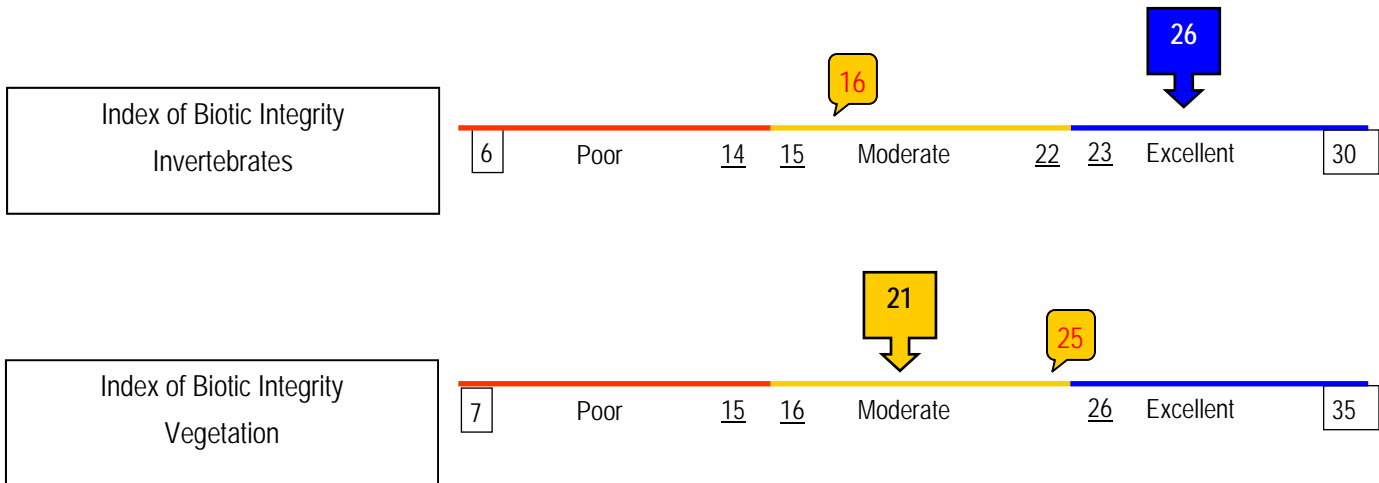 26
16
Index of Biotic Integrity
Invertebrates
6 Poor 14 15 Moderate 22 23 Excellent 30
21
25
Index of Biotic Integrity
Vegetation
7 Poor 15 16 Moderate 26 Excellent 35